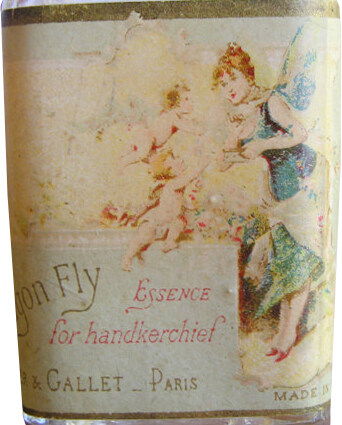 gon Fly
ESSENCE
for handkerchief
& GALLET _ PARIS
MADE IN